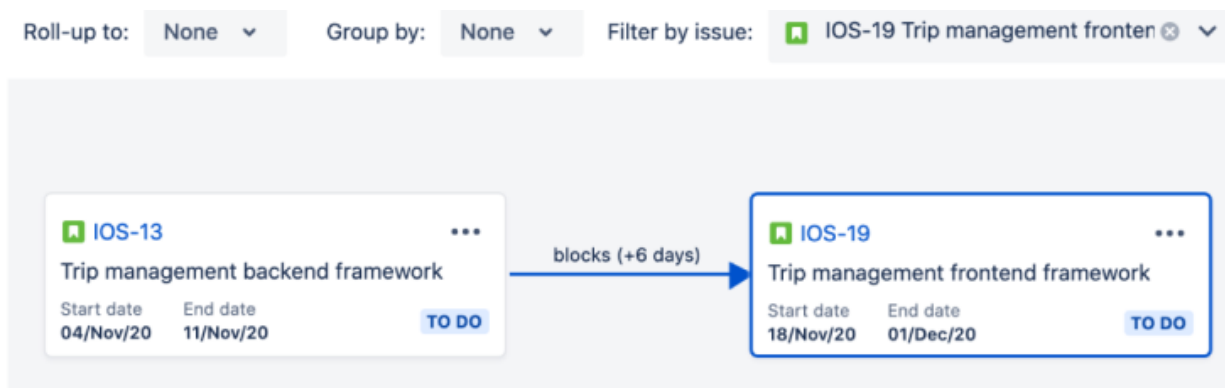 Roll-up to: None Group by: None Filter by issue: IOS-19 Trip management fronten
IOS-13
Trip management backend framework
Start date End date
04/Nov/20 11/Nov/20
TO DO
blocks (+6 days)
IOS-19
Trip management frontend framework
Start date End date
18/Nov/20 01/Dec/20
TO DO